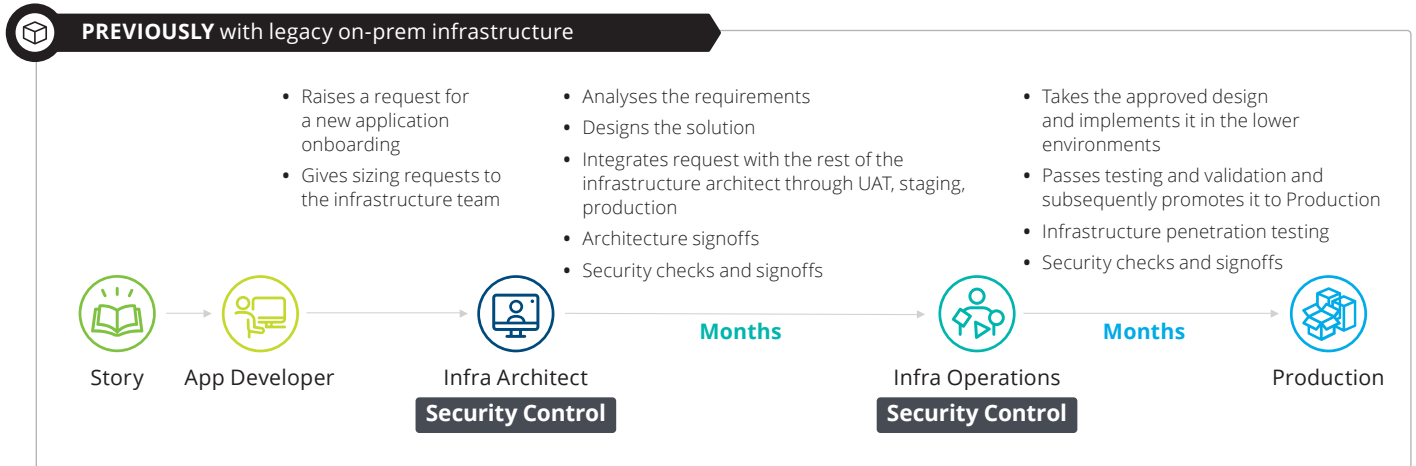 PREVIOUSLY with legacy on-prem infrastructure
• Raises a request for
a new application
onboarding
• Gives sizing requests to
the infrastructure team
• Analyses the requirements
• Designs the solution
• Integrates request with the rest of the
infrastructure architect through UAT, staging,
production
• Architecture signoffs
• Security checks and signoffs
• Takes the approved design
and implements it in the lower
environments
• Passes testing and validation and
subsequently promotes it to Production
• Infrastructure penetration testing
• Security checks and signoffs
Months
Months
Story
App Developer
Infra Architect
Infra Operations
Production
Security Control
Security Control